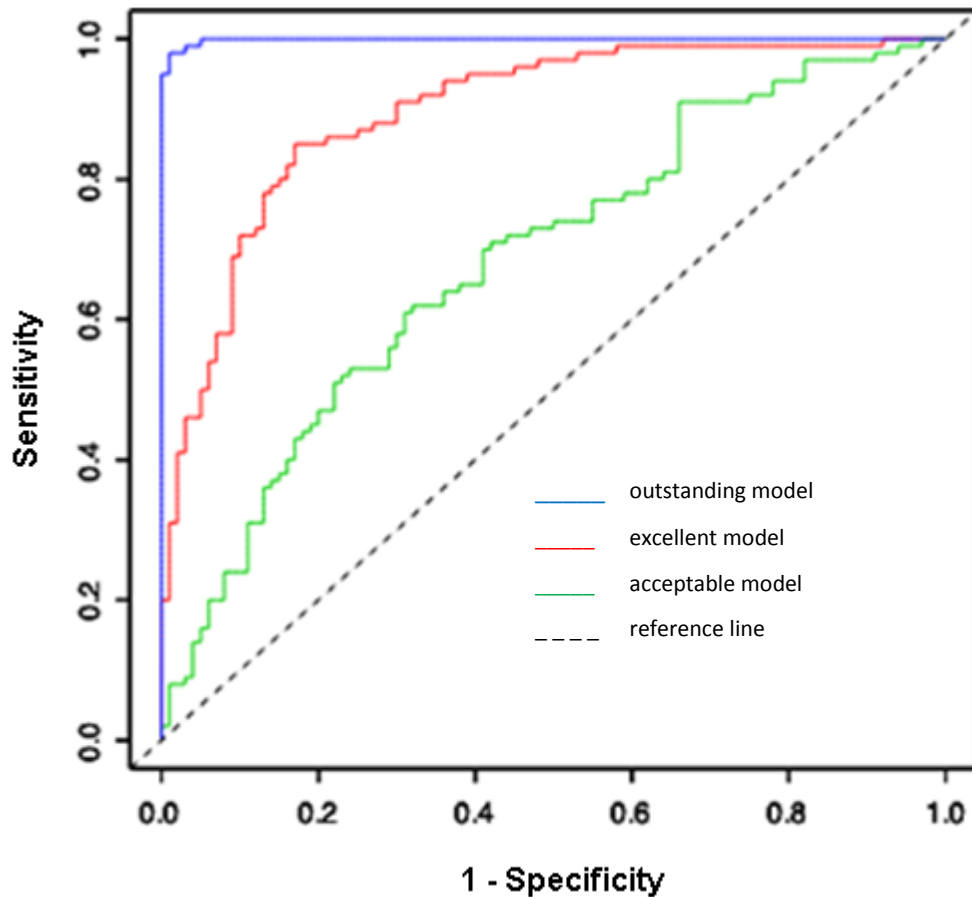 1.0
0.8
0.6
0.4
0.2
0.0
Sensitivity
outstanding model
excellent model
acceptable model
reference line
0.0 0.2 0.4 0.6 0.8 1.0
1 - Specificity